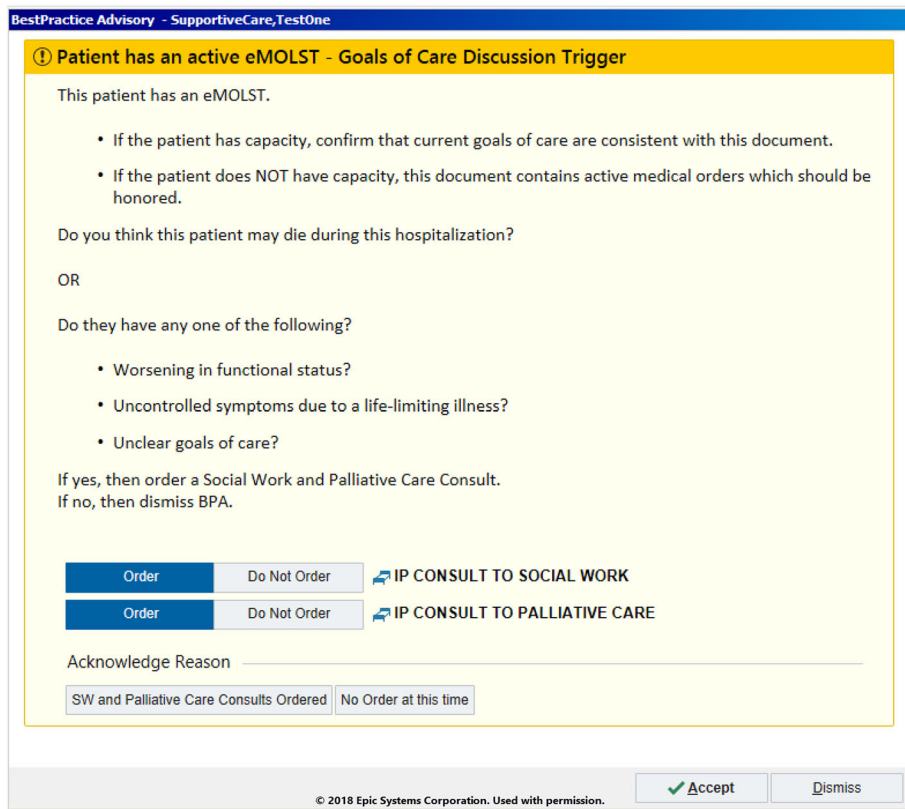 BestPractice Advisory - SupportiveCare,TestOne
Patient has an active eMOLST - Goals of Care Discussion Trigger
This patient has an eMOLST.
• If the patient has capacity, confirm that current goals of care are consistent with this document.
• If the patient does NOT have capacity, this document contains active medical orders which should be
honored.
Do you think this patient may die during this hospitalization?
OR
Do they have any one of the following?
• Worsening in functional status?
• Uncontrolled symptoms due to a life-limiting illness?
• Unclear goals of care?
If yes, then order a Social Work and Palliative Care Consult.
If no, then dismiss BPA.
Order Do Not Order IP CONSULT TO SOCIAL WORK
Order Do Not Order IP CONSULT TO PALLIATIVE CARE
Acknowledge Reason
SW and Palliative Care Consults Ordered No Order at this time
Accept Dismiss
© 2018 Epic Systems Corporation. Used with permission.